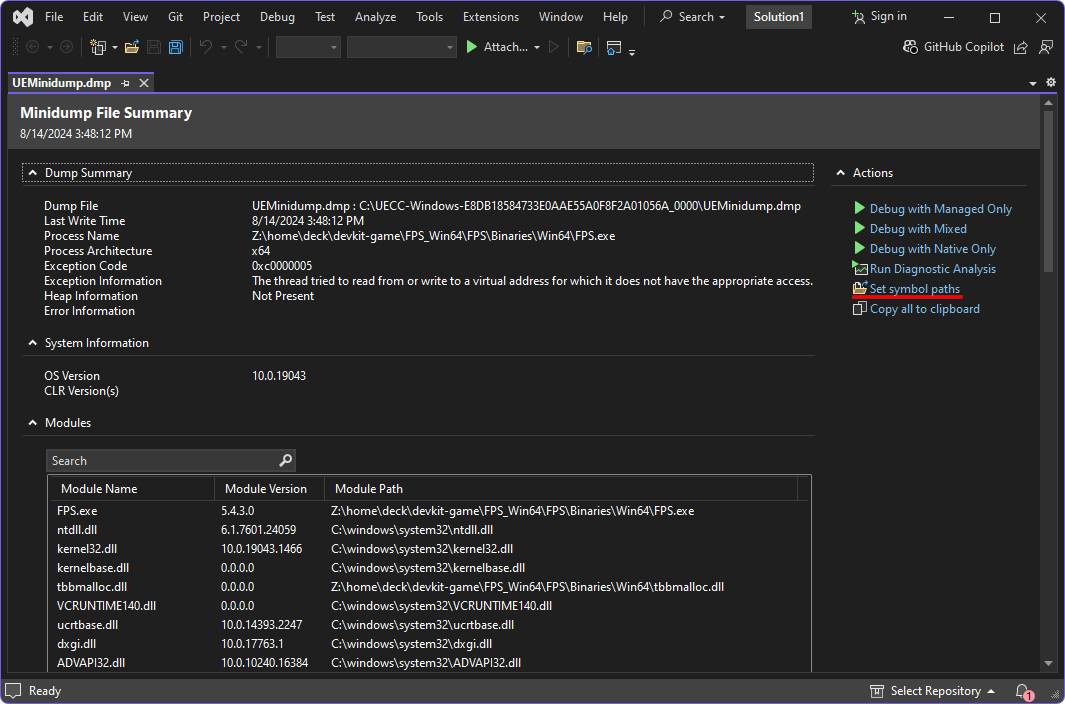 File Edit View Git Project Debug Test Analyze Tools Extensions Window Help Search Solution1 Sign in
Attach... GitHub Copilot
UEMinidump.dmp
Minidump File Summary
8/14/2024 3:48:12 PM
Dump Summary
Dump File UEMinidump.dmp : C:\UECC-Windows-E8DB18584733E0AAE55A0F8F2A01056A_0000\UEMinidump.dmp
Last Write Time 8/14/2024 3:48:12 PM
Process Name Z:\home\deck\devkit-game\FPS_Win64\FPS\Binaries\Win64\FPS.exe
Process Architecture x64
Exception Code 0xc0000005
Exception Information The thread tried to read from or write to a virtual address for which it does not have the appropriate access.
Heap Information Not Present
Error Information
Actions
Debug with Managed Only
Debug with Mixed
Debug with Native Only
Run Diagnostic Analysis
Set symbol paths
Copy all to clipboard
System Information
OS Version 10.0.19043
CLR Version(s)
Modules
Search
Module Name Module Version Module Path
FPS.exe 5.4.3.0 Z:\home\deck\devkit-game\FPS_Win64\FPS\Binaries\Win64\FPS.exe
ntdll.dll 6.1.7601.24059 C:\windows\system32\ntdll.dll
kernel32.dll 10.0.19043.1466 C:\windows\system32\kernel32.dll
kernelbase.dll 0.0.0.0 C:\windows\system32\kernelbase.dll
tbbmalloc.dll 0.0.0.0 Z:\home\deck\devkit-game\FPS_Win64\FPS\Binaries\Win64\tbbmalloc.dll
VCRUNTIME140.dll 0.0.0.0 C:\windows\system32\VCRUNTIME140.dll
ucrtbase.dll 10.0.14393.2247 C:\windows\system32\ucrtbase.dll
dxgi.dll 10.0.17763.1 C:\windows\system32\dxgi.dll
ADVAPI32.dll 10.0.10240.16384 C:\windows\system32\ADVAPI32.dll
Ready Select Repository 1